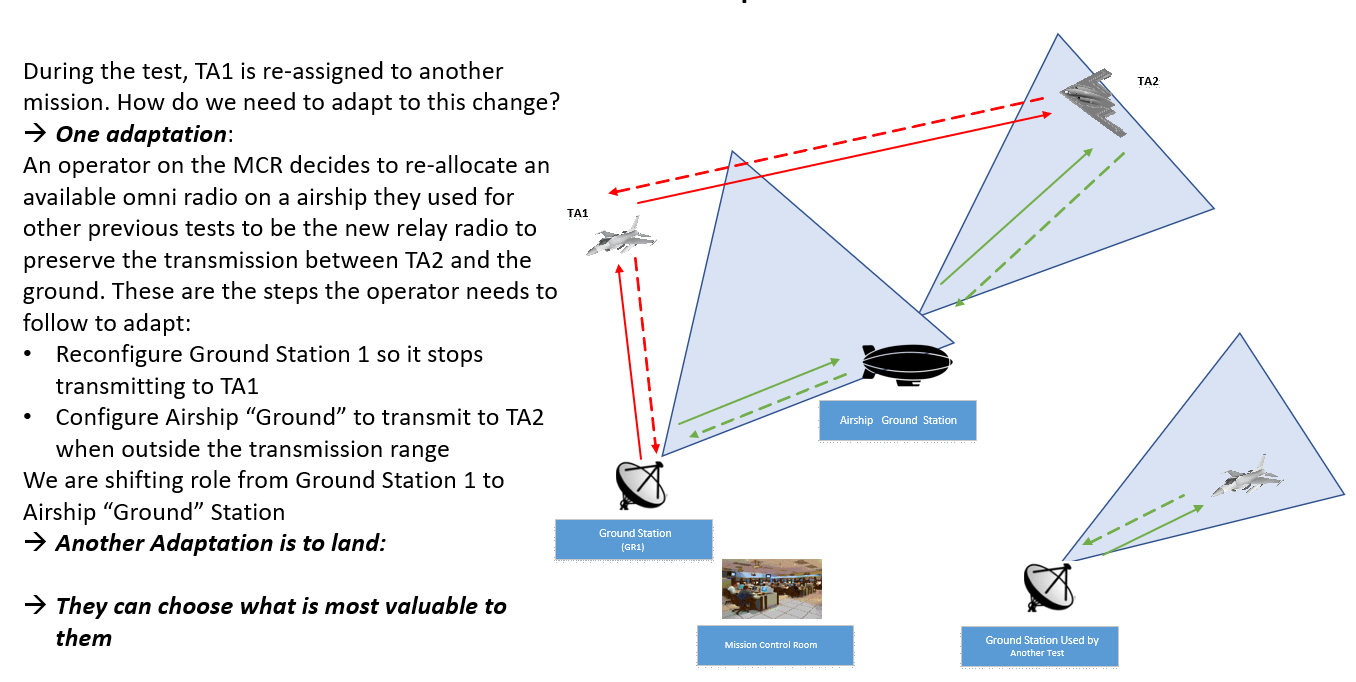 During the test, TA1 is re-assigned to another
mission. How do we need to adapt to this change?
→ One adaptation:
An operator on the MCR decides to re-allocate an
available omni radio on a airship they used for
other previous tests to be the new relay radio to
preserve the transmission between TA2 and the
ground. These are the steps the operator needs to
follow to adapt:
• Reconfigure Ground Station 1 so it stops
transmitting to TA1
• Configure Airship “Ground” to transmit to TA2
when outside the transmission range
We are shifting role from Ground Station 1 to
Airship “Ground” Station
→ Another Adaptation is to land:
→ They can choose what is most valuable to
them
TA2
TA1
Airship Ground Station
Ground Station
(GR1)
Mission Control Room
Ground Station Used by
Another Test